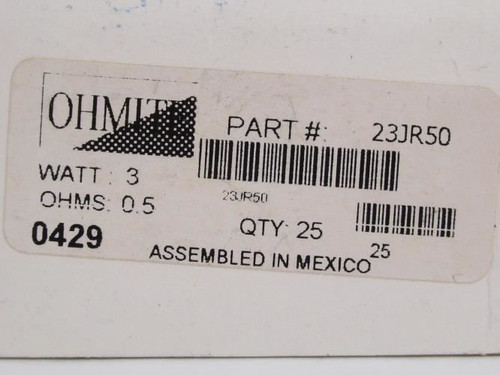 OHMITE
PART #: 23JR50
WATT : 3
OHMS: 0.5
23JR50
QTY: 25
25
0429
ASSEMBLED IN MEXICO